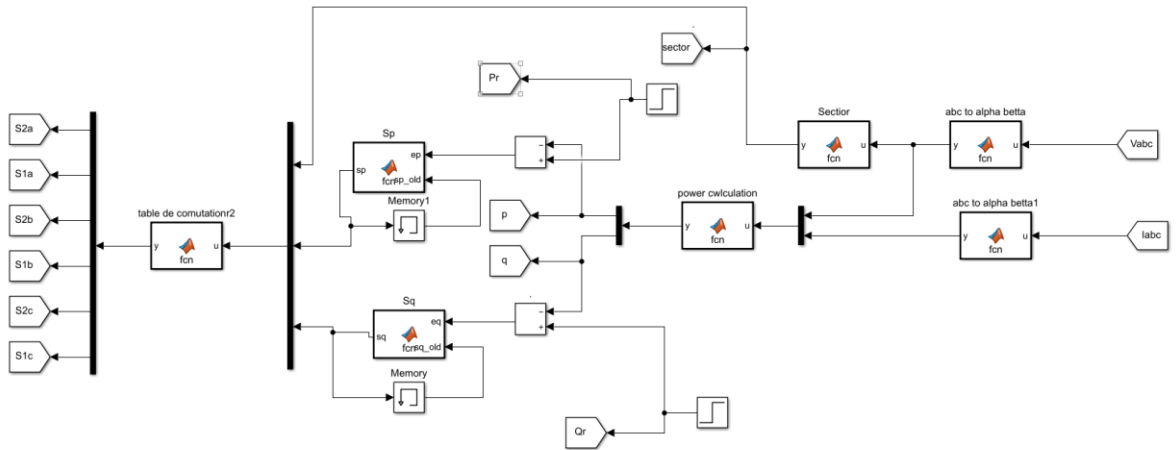 sector
Pr
Sectior
abc to alpha betta
S2a
y fcn u
y fcn u
Vabc
Sp
ep
sp
fcn
sp_old
−
+
S1a
Memory1
power cwlculation
abc to alpha betta1
S2b
table de comutationr2
p
y fcn u
y fcn u
Iabc
y fcn u
q
S1b
Sq
−
+
S2c
eq
sq
fcn
sq_old
S1c
Memory
Qr